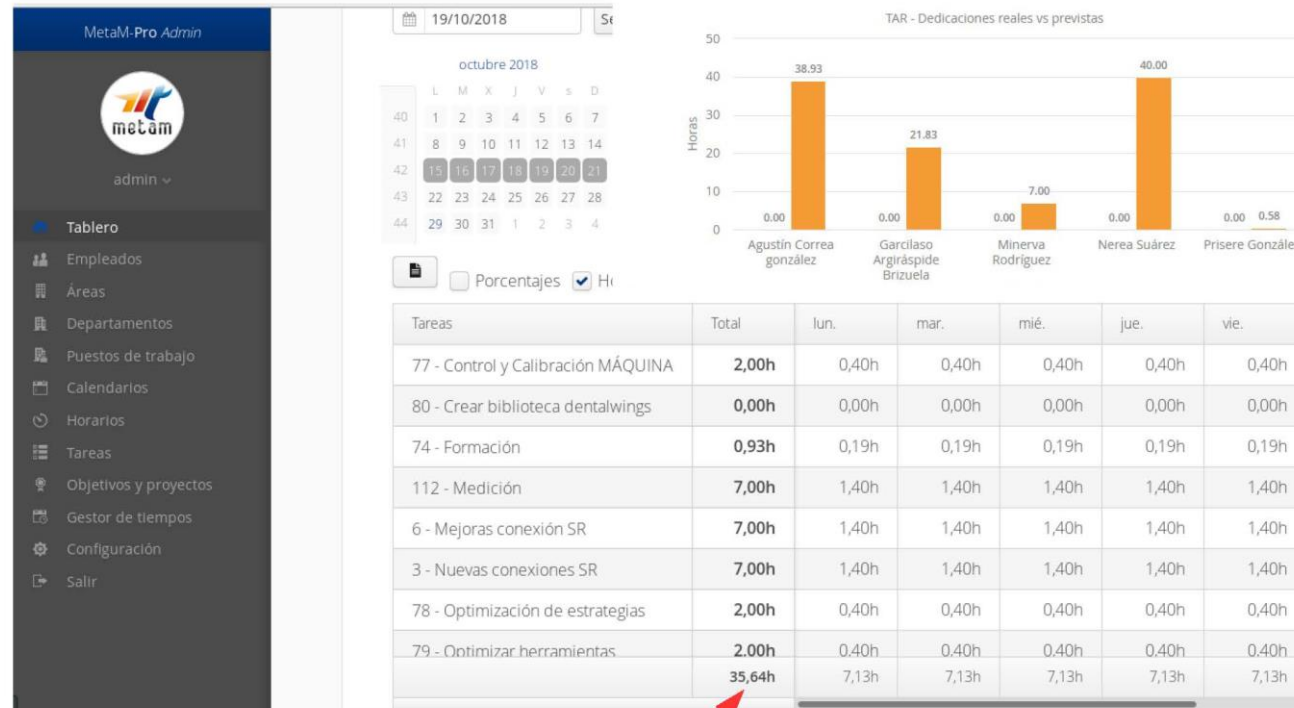 MetaM-Pro Admin
metam
admin
Tablero
Empleados
Áreas
Departamentos
Puestos de trabajo
Calendarios
Horarios
Tareas
Objetivos y proyectos
Gestor de tiempos
Configuración
Salir
19/10/2018
octubre 2018
L M X J V s D
40 1 2 3 4 5 6 7
41 8 9 10 11 12 13 14
42 15 16 17 18 19 20 21
43 22 23 24 25 26 27 28
44 29 30 31 1 2 3 4
Porcentajes
TAR - Dedicaciones reales vs previstas
Horas
50
40
30
20
10
0
0.00 38.93
0.00 21.83
0.00 7.00
0.00 40.00
0.00 0.58
Agustín Correa
gonzález
Garcilaso
Argiráspide
Brizuela
Minerva
Rodríguez
Nerea Suárez
Prisere Gonzále
Tareas Total lun. mar. mié. jue. vie.
77 - Control y Calibración MÁQUINA 2,00h 0,40h 0,40h 0,40h 0,40h 0,40h
80 - Crear biblioteca dentalwings 0,00h 0,00h 0,00h 0,00h 0,00h 0,00h
74 - Formación 0,93h 0,19h 0,19h 0,19h 0,19h 0,19h
112 - Medición 7,00h 1,40h 1,40h 1,40h 1,40h 1,40h
6 - Mejoras conexión SR 7,00h 1,40h 1,40h 1,40h 1,40h 1,40h
3 - Nuevas conexiones SR 7,00h 1,40h 1,40h 1,40h 1,40h 1,40h
78 - Optimización de estrategias 2,00h 0,40h 0,40h 0,40h 0,40h 0,40h
79 - Optimizar herramientas 2,00h 0,40h 0,40h 0,40h 0,40h 0,40h
35,64h 7,13h 7,13h 7,13h 7,13h 7,13h